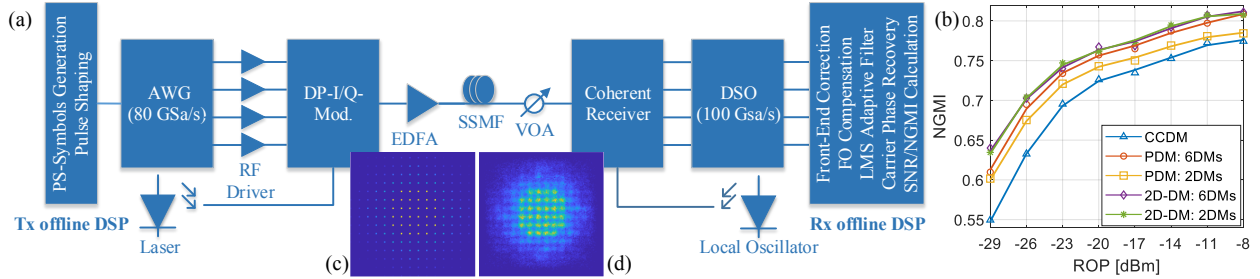 (a)
PS-Symbols Generation
Pulse Shaping
Tx offline DSP
AWG
(80 GSa/s)
Laser
RF
Driver
DP-I/Q-
Mod.
EDFA
SSMF
VOA
Coherent
Receiver
DSO
(100 Gsa/s)
Local Oscillator
Front-End Correction
FO Compensation
LMS Adaptive Filter
Carrier Phase Recovery
SNR/NGMI Calculation
Rx offline DSP
(c)
(d)
(b)
NGMI
0.8
0.75
0.7
0.65
0.6
0.55
CCDM
PDM: 6DMs
PDM: 2DMs
2D-DM: 6DMs
2D-DM: 2DMs
-29 -26 -23 -20 -17 -14 -11 -8
ROP [dBm]